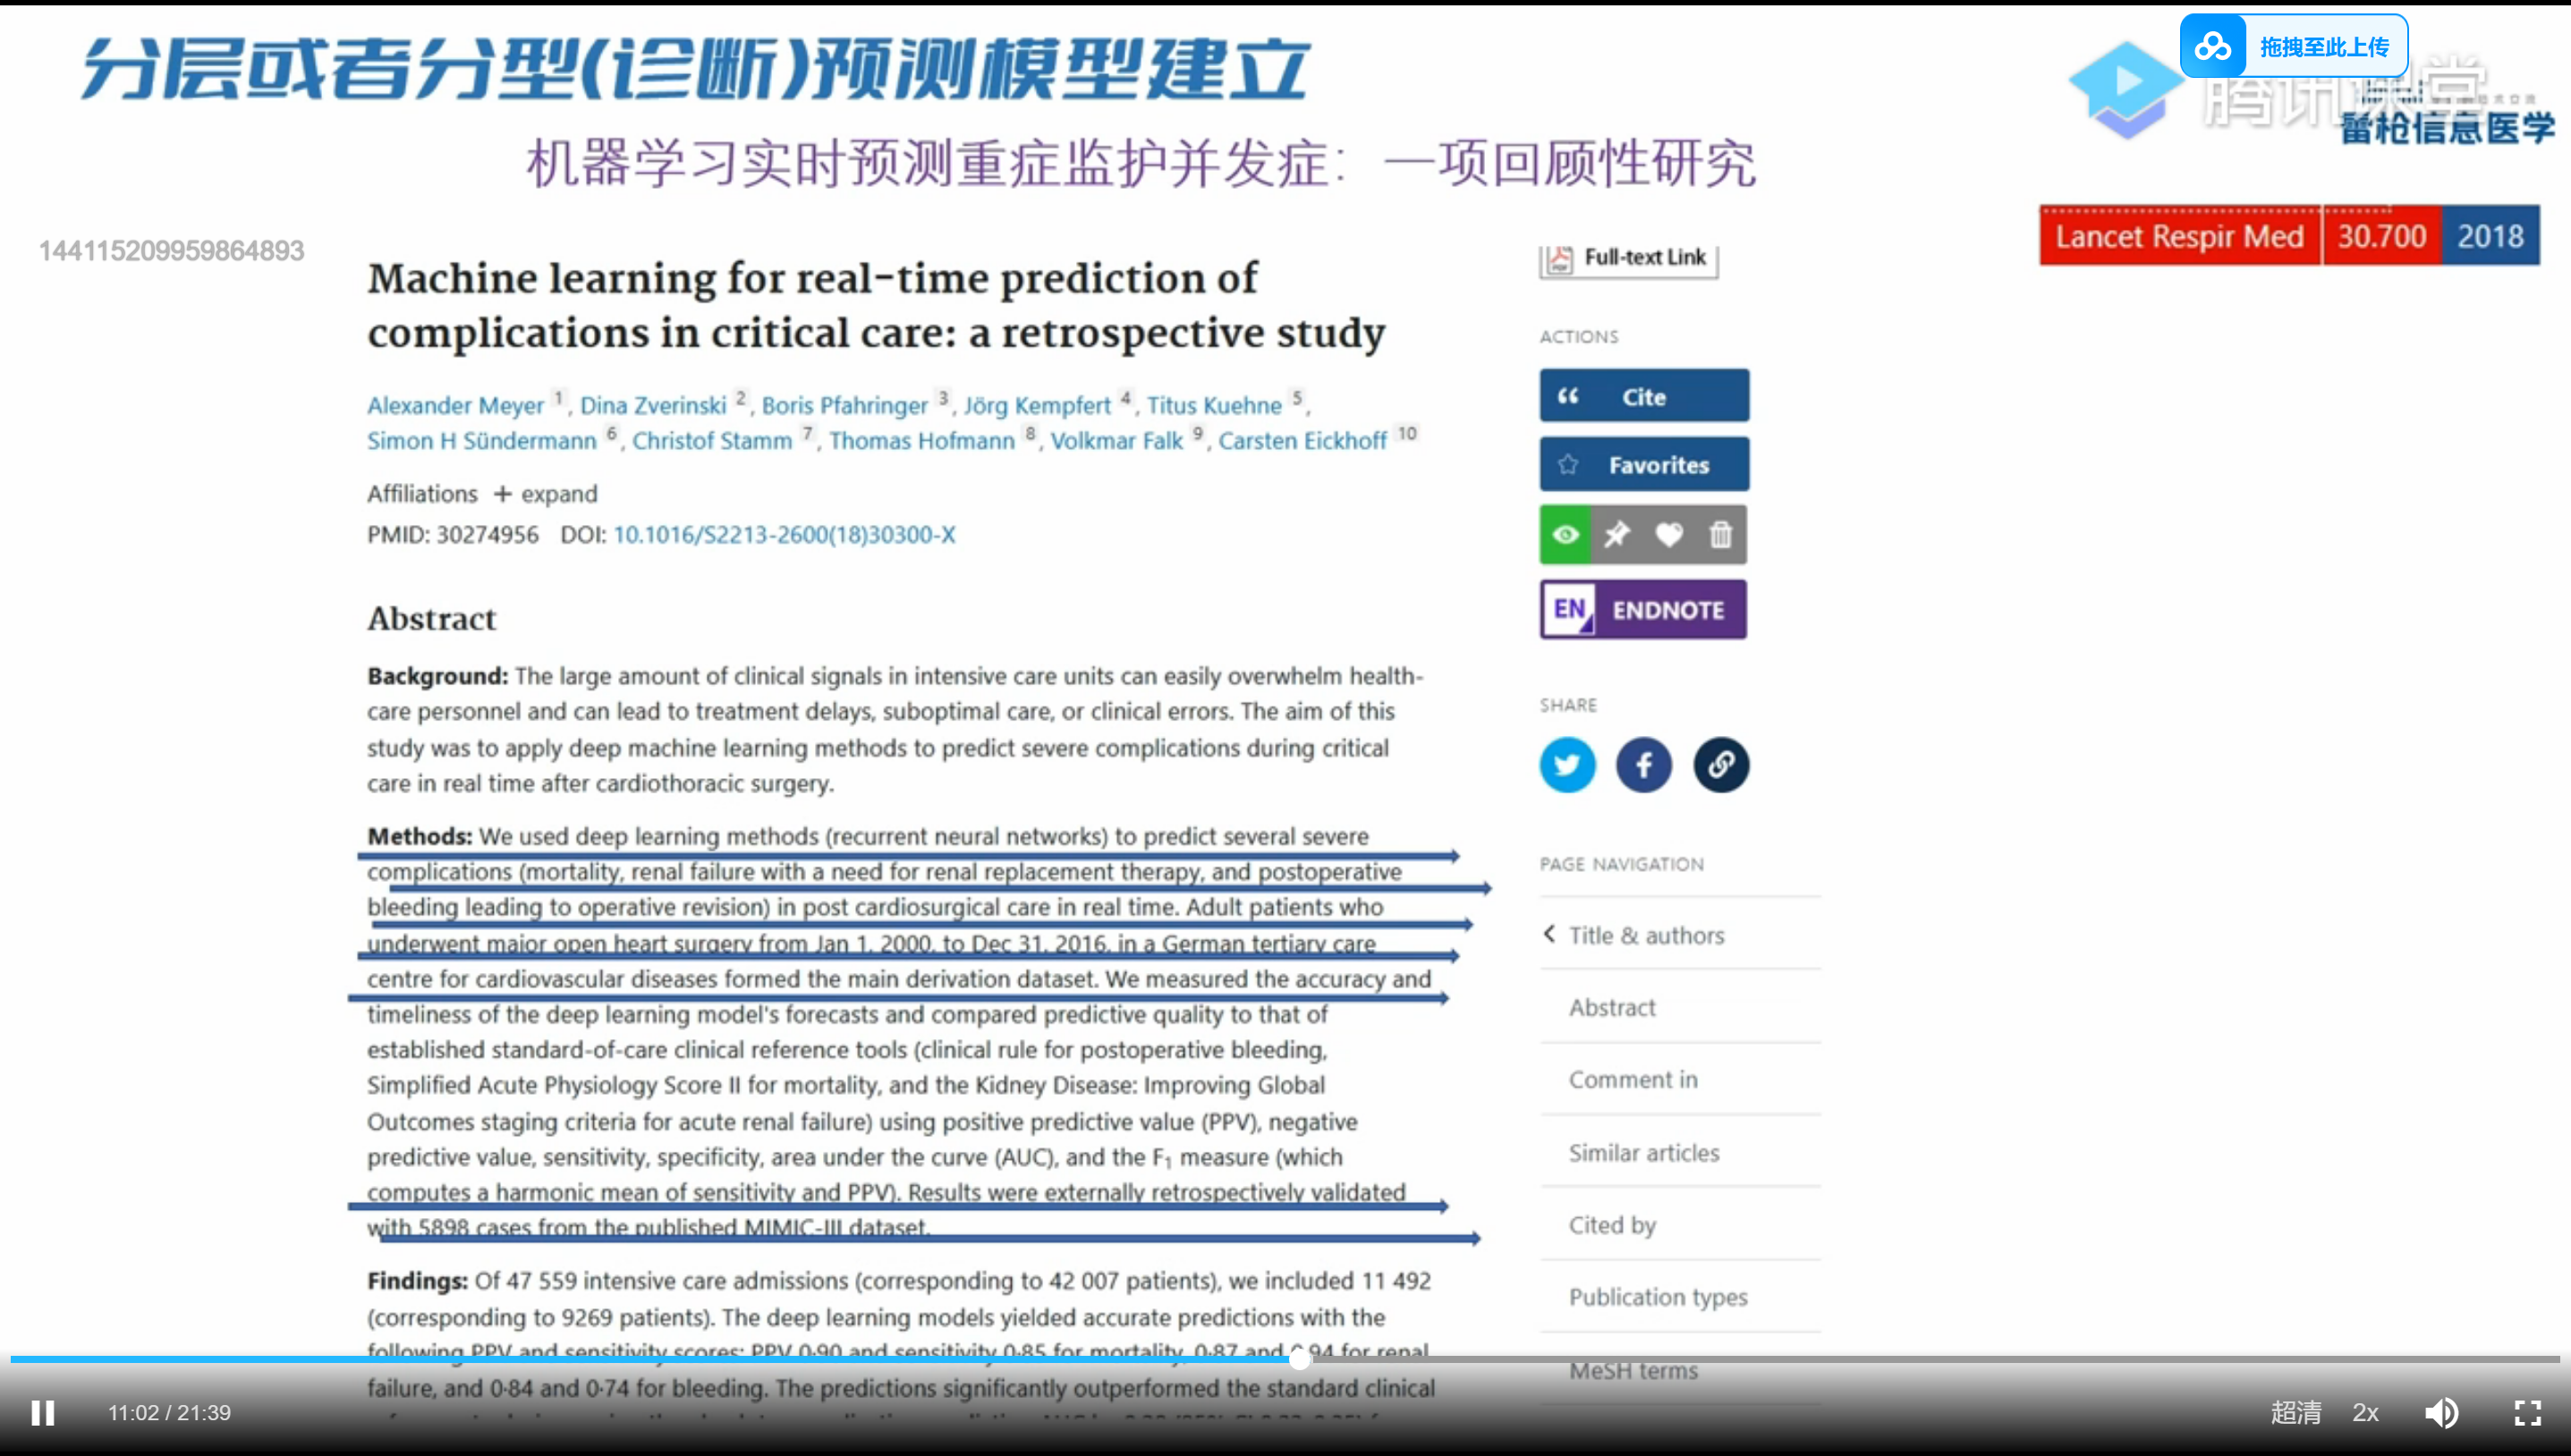 分层或者分型(诊断)预测模型建立
拖拽至此上传
腾讯课堂
雷枪信息医学
机器学习实时预测重症监护并发症：一项回顾性研究
Lancet Respir Med 30.700 2018
144115209959864893
Machine learning for real-time prediction of
complications in critical care: a retrospective study
Alexander Meyer 1, Dina Zverinski 2, Boris Pfahringer 3, Jörg Kempfert 4, Titus Kuehne 5,
Simon H Sündermann 6, Christof Stamm 7, Thomas Hofmann 8, Volkmar Falk 9, Carsten Eickhoff 10
Affiliations + expand
PMID: 30274956 DOI: 10.1016/S2213-2600(18)30300-X
Abstract
Background: The large amount of clinical signals in intensive care units can easily overwhelm health-
care personnel and can lead to treatment delays, suboptimal care, or clinical errors. The aim of this
study was to apply deep machine learning methods to predict severe complications during critical
care in real time after cardiothoracic surgery.
Methods: We used deep learning methods (recurrent neural networks) to predict several severe
complications (mortality, renal failure with a need for renal replacement therapy, and postoperative
bleeding leading to operative revision) in post cardiosurgical care in real time. Adult patients who
underwent major open heart surgery from Jan 1, 2000, to Dec 31, 2016, in a German tertiary care
centre for cardiovascular diseases formed the main derivation dataset. We measured the accuracy and
timeliness of the deep learning model's forecasts and compared predictive quality to that of
established standard-of-care clinical reference tools (clinical rule for postoperative bleeding,
Simplified Acute Physiology Score II for mortality, and the Kidney Disease: Improving Global
Outcomes staging criteria for acute renal failure) using positive predictive value (PPV), negative
predictive value, sensitivity, specificity, area under the curve (AUC), and the F1 measure (which
computes a harmonic mean of sensitivity and PPV). Results were externally retrospectively validated
with 5898 cases from the published MIMIC-III dataset.
Findings: Of 47 559 intensive care admissions (corresponding to 42 007 patients), we included 11 492
(corresponding to 9269 patients). The deep learning models yielded accurate predictions with the
following PPV and sensitivity scores: PPV 0·90 and sensitivity 0·85 for mortality, 0·87 and 0·94 for renal
failure, and 0·84 and 0·74 for bleeding. The predictions significantly outperformed the standard clinical
Full-text Link
ACTIONS
Cite
Favorites
EN ENDNOTE
SHARE
PAGE NAVIGATION
Title & authors
Abstract
Comment in
Similar articles
Cited by
Publication types
MeSH terms
11:02 / 21:39
超清 2x